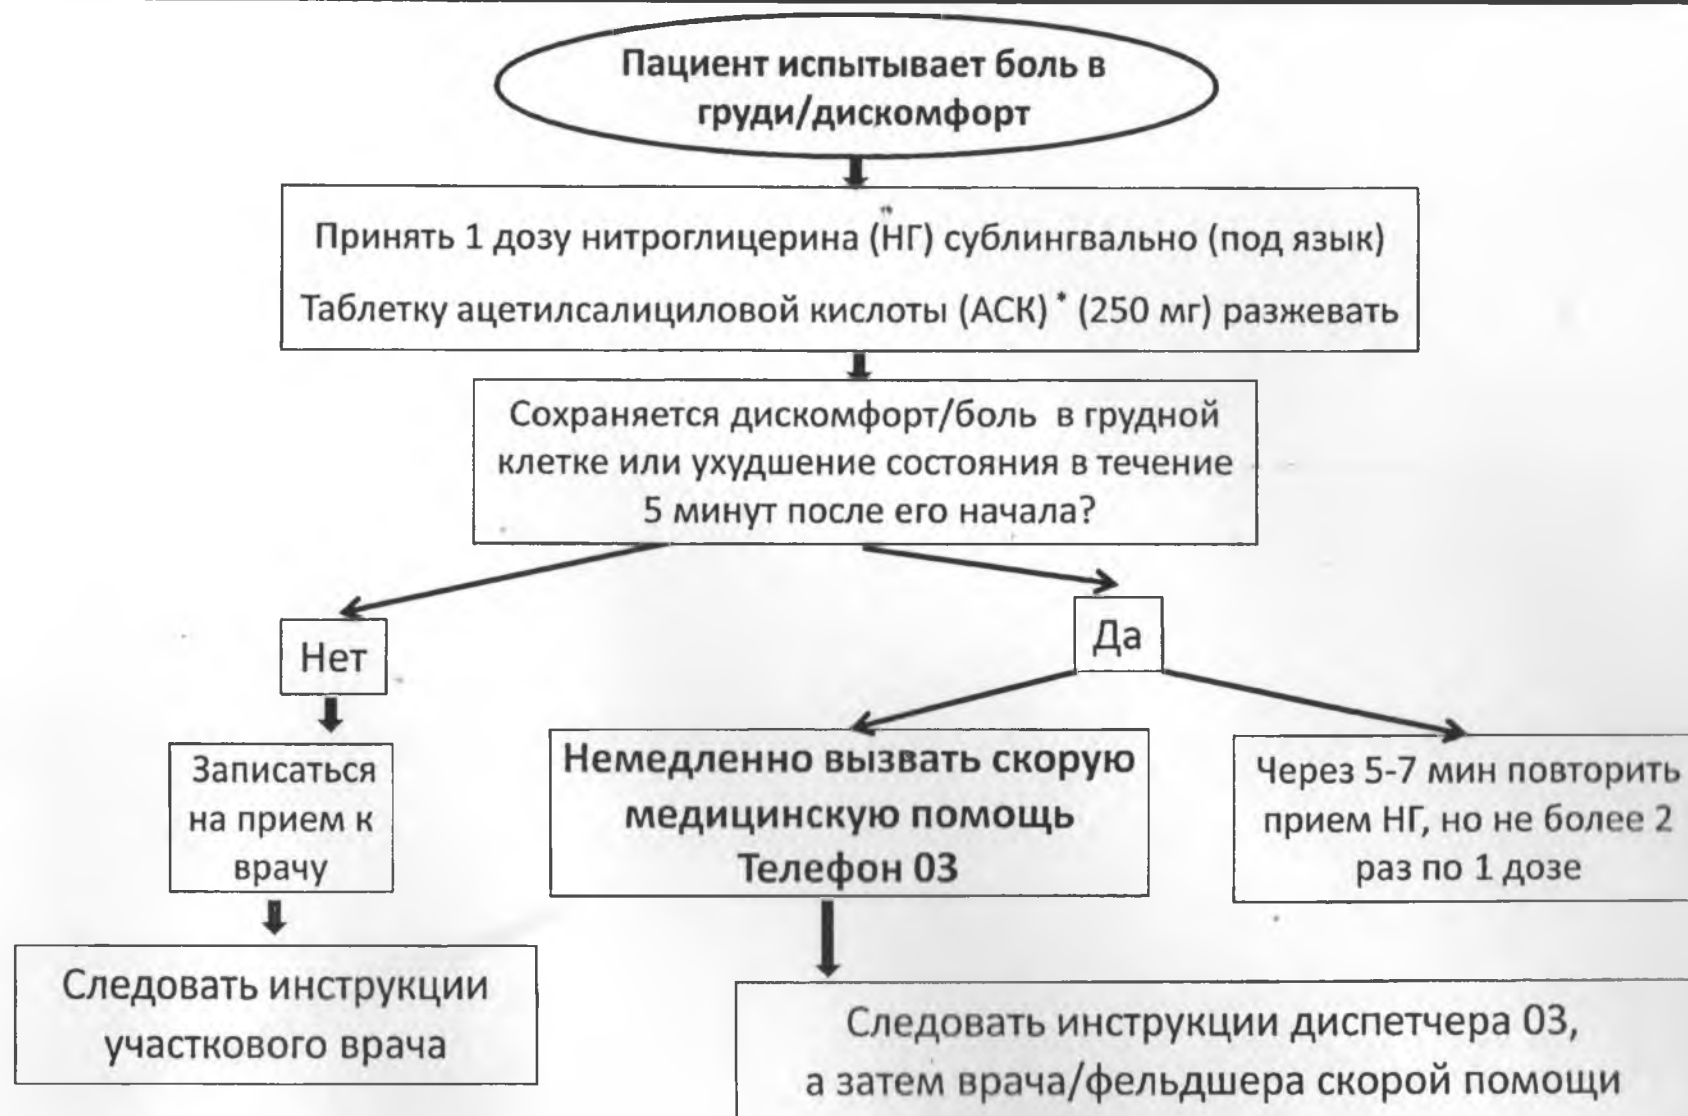 Пациент испытывает боль в
груди/дискомфорт
Принять 1 дозу нитроглицерина (НГ) сублингвально (под язык)
Таблетку ацетилсалициловой кислоты (АСК) * (250 мг) разжевать
Сохраняется дискомфорт/боль в грудной
клетке или ухудшение состояния в течение
5 минут после его начала?
Нет
Да
Записаться
на прием к
врачу
Немедленно вызвать скорую
медицинскую помощь
Телефон 03
Через 5-7 мин повторить
прием НГ, но не более 2
раз по 1 дозе
Следовать инструкции
участкового врача
Следовать инструкции диспетчера 03,
а затем врача/фельдшера скорой помощи